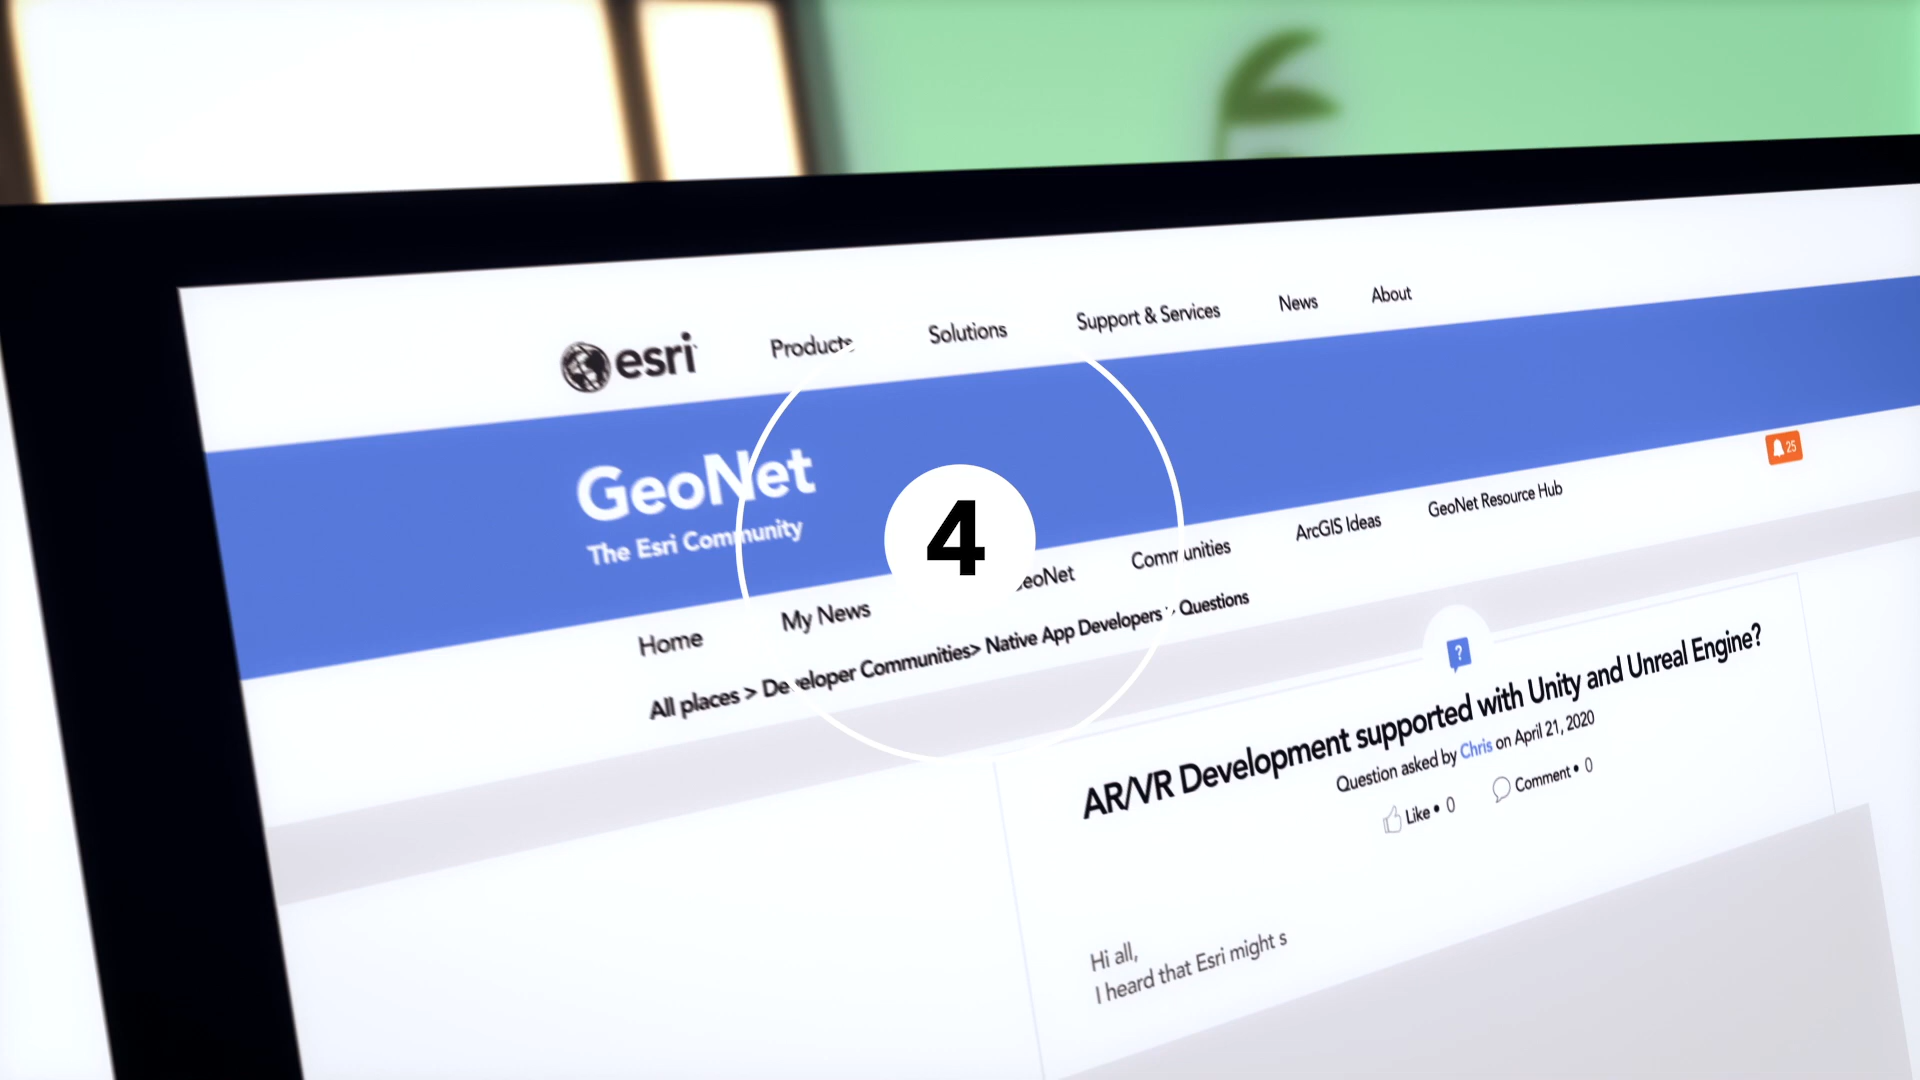 esri
Products
Solutions
Support & Services
News
About
GeoNet
The Esri Community
25
4
Home
My News
Communities
ArcGIS Ideas
GeoNet Resource Hub
All places > Developer Communities> Native App Developers > Questions
?
AR/VR Development supported with Unity and Unreal Engine?
Question asked by Chris on April 21, 2020
Like • 0
Comment • 0
Hi all,
I heard that Esri might s